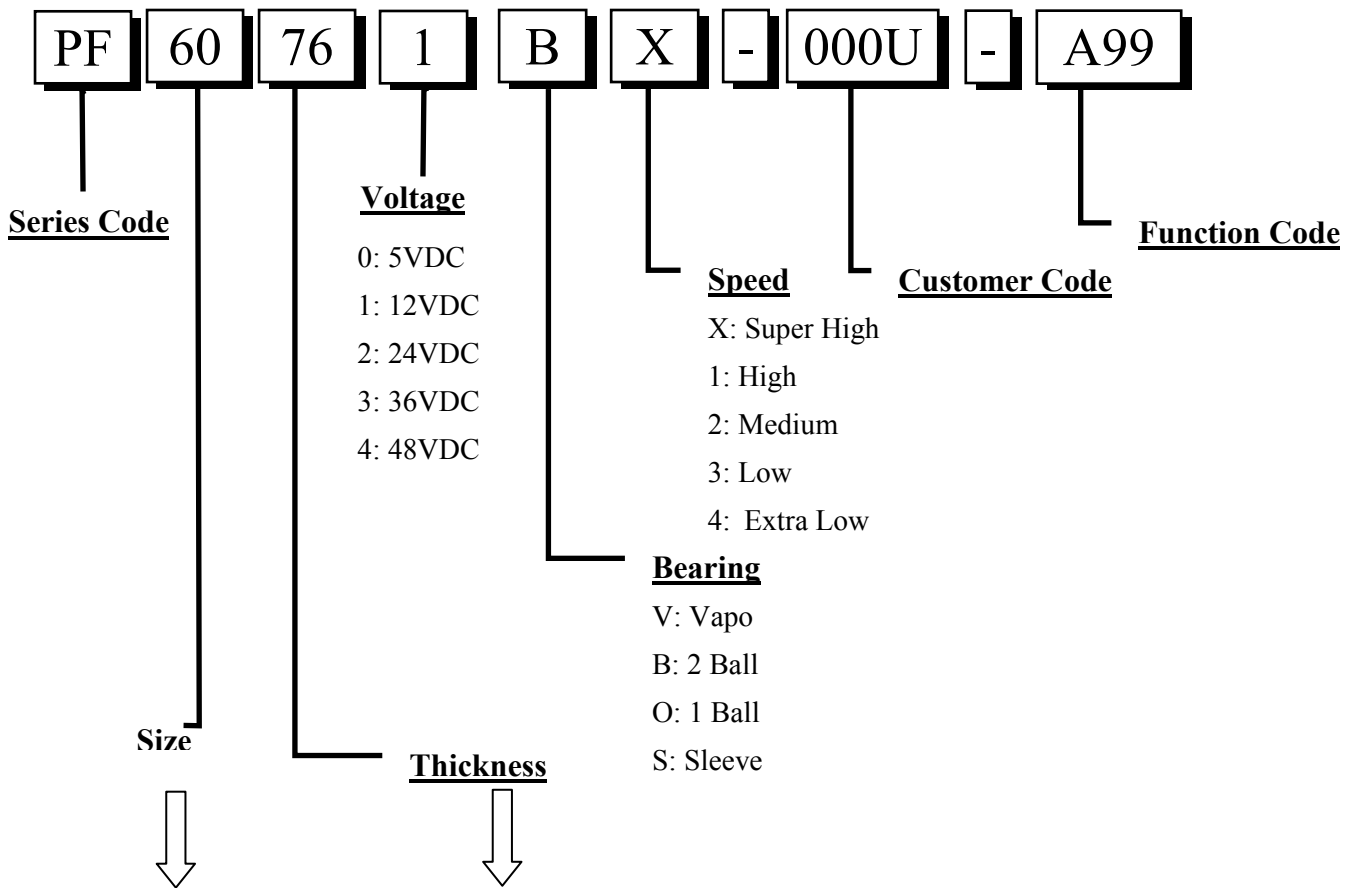 PF 60 76 1 B X - 000U - A99
Series Code
Voltage
0: 5VDC
1: 12VDC
2: 24VDC
3: 36VDC
4: 48VDC
Function Code
Customer Code
Speed
X: Super High
1: High
2: Medium
3: Low
4: Extra Low
Bearing
V: Vapo
B: 2 Ball
O: 1 Ball
S: Sleeve
Size
Thickness